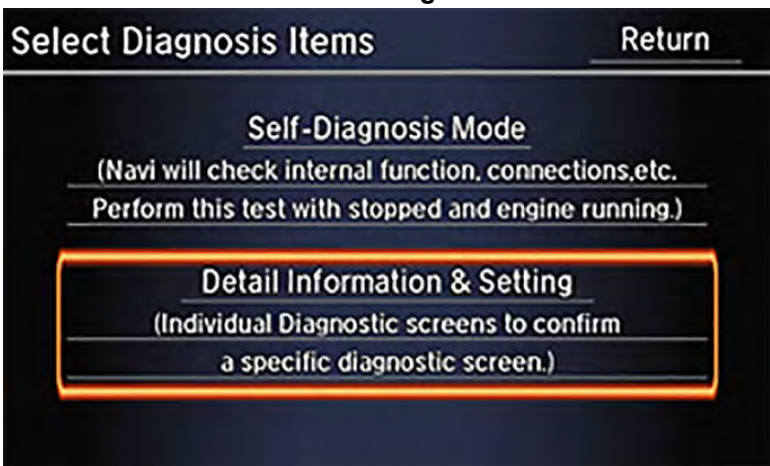 Select Diagnosis Items
Return
Self-Diagnosis Mode
(Navi will check internal function, connections,etc.
Perform this test with stopped and engine running.)
Detail Information & Setting
(Individual Diagnostic screens to confirm
a specific diagnostic screen.)